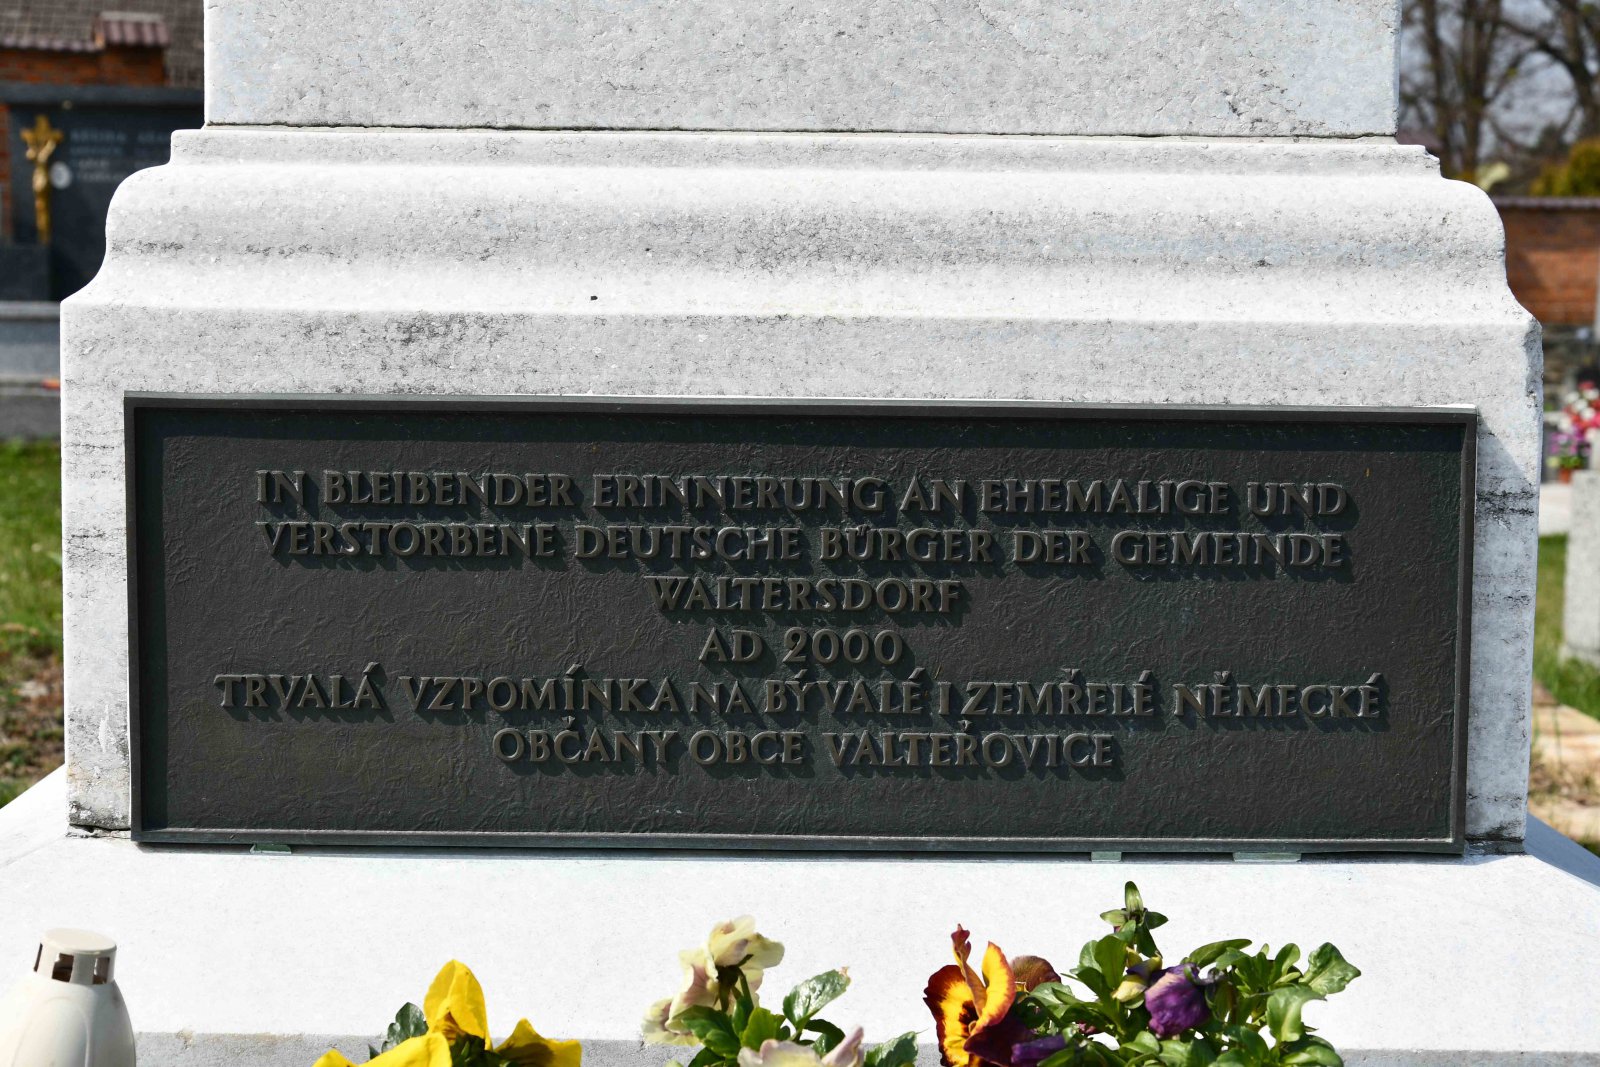 IN BLEIBENDER ERINNERUNG AN EHEMALIGE UND
VERSTORBENE DEUTSCHE BÜRGER DER GEMEINDE
WALTERSDORF
AD 2000
TRVALÁ VZPOMÍNKA NA BÝVALÉ I ZEMŘELÉ NĚMECKÉ
OBČANY OBCE VALTEŘOVICE